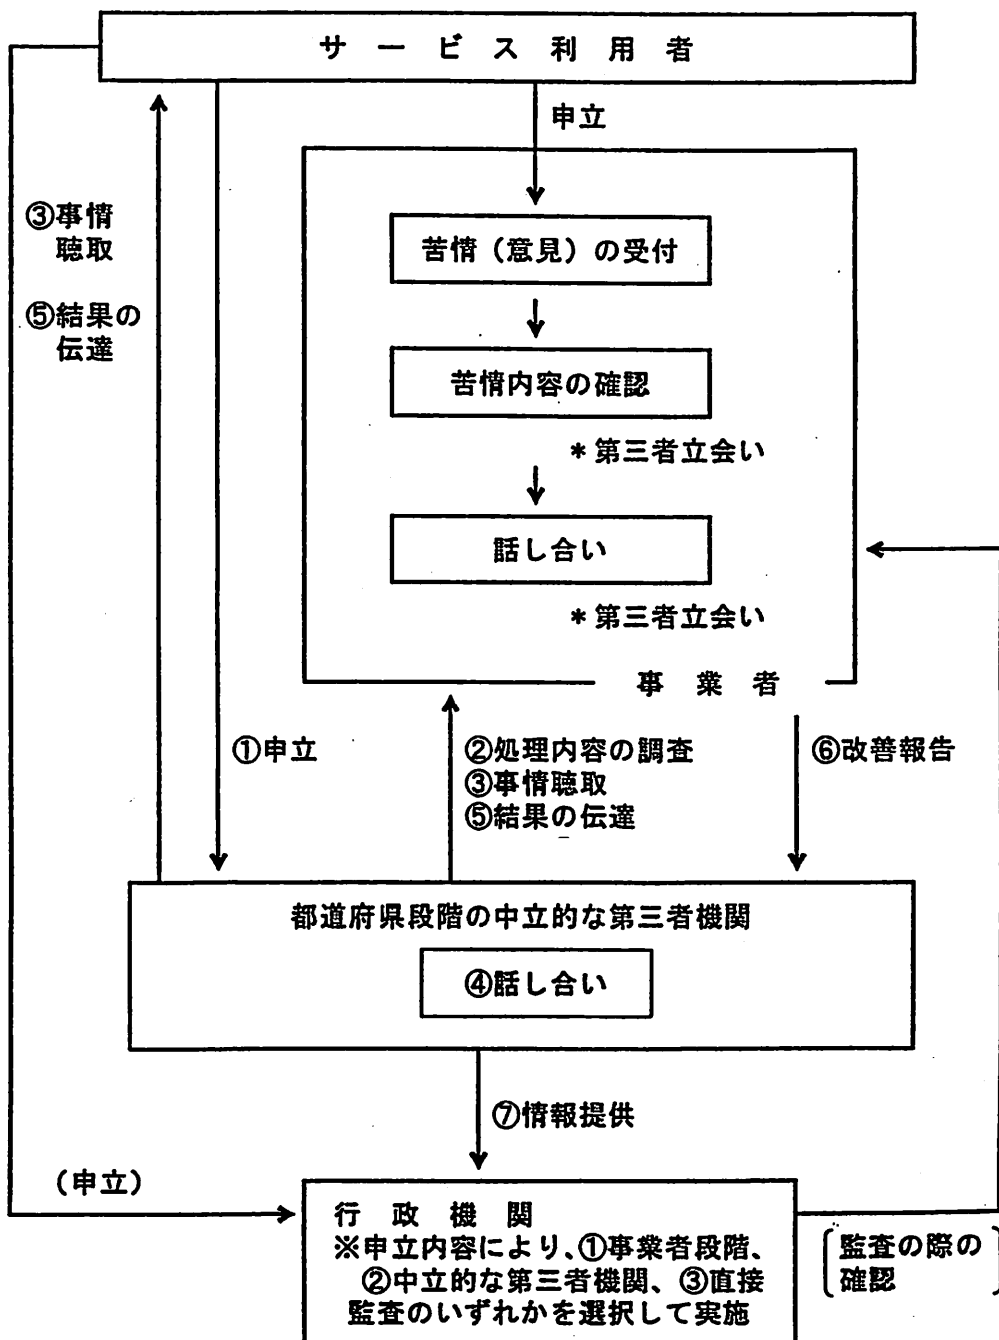 サービス利用者
申立
③事情
聴取
⑤結果の
伝達
苦情（意見）の受付
苦情内容の確認
＊第三者立会い
話し合い
＊第三者立会い
事業者
①申立
②処理内容の調査
③事情聴取
⑤結果の伝達
⑥改善報告
都道府県段階の中立的な第三者機関
④話し合い
⑦情報提供
（申立）
行政機関
※申立内容により、①事業者段階、
②中立的な第三者機関、③直接
監査のいずれかを選択して実施
監査の際の
確認